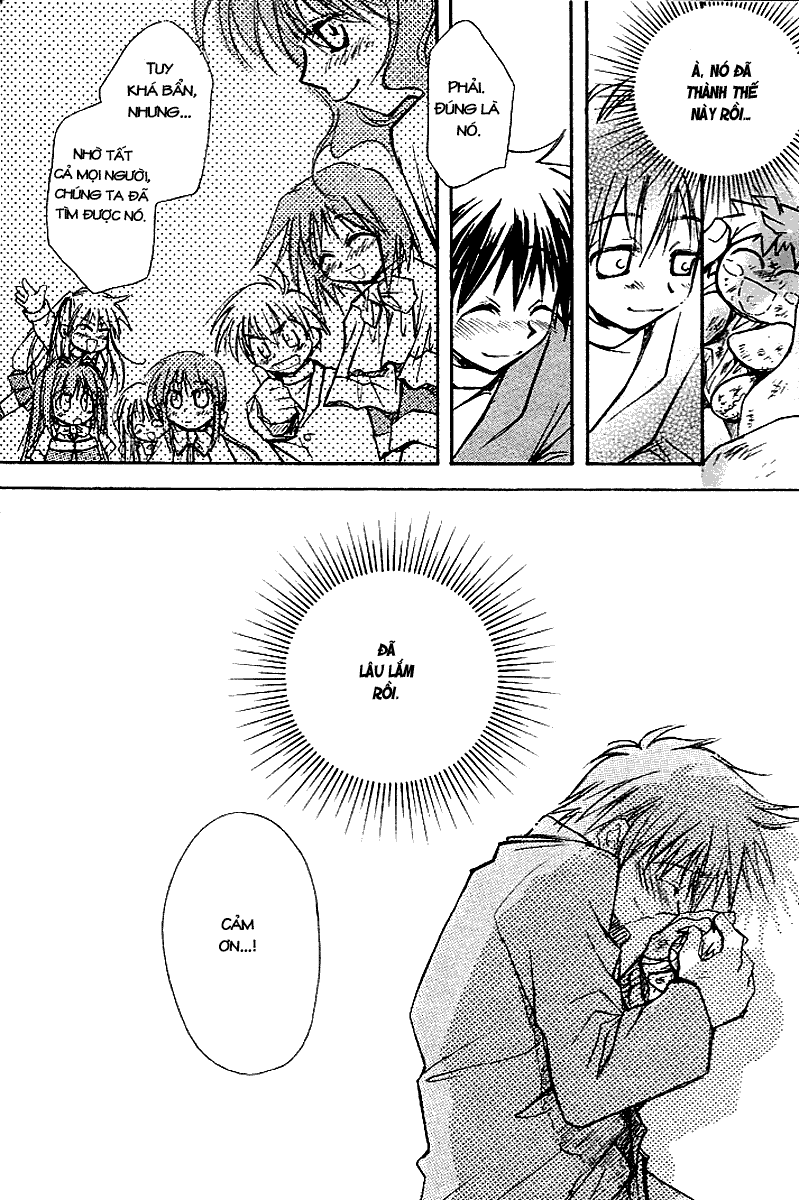 À, NÓ ĐÃ
THÀNH THẾ
NÀY RỒI...
PHẢI.
ĐÚNG LÀ
NÓ.
TUY
KHÁ BẨN,
NHƯNG...
NHỜ TẤT
CẢ MỌI NGƯỜI,
CHÚNG TA ĐÃ
TÌM ĐƯỢC NÓ.
ĐÃ
LÂU LẮM
RỒI.
CẢM
ƠN...!